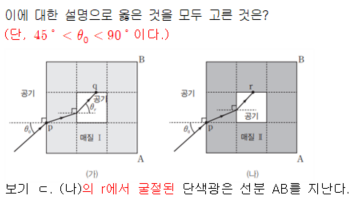 이에 대한 설명으로 옳은 것을 모두 고른 것은?
(단, 45°＜θ₀＜90°이다.)
B
q
공기
공기
θ₁
θ₀
p
매질 Ⅰ
A
(가)
B
r
공기
공기
θ₀
p
매질 Ⅱ
A
(나)
보기 ㄷ. (나)의 r에서 굴절된 단색광은 선분 AB를 지난다.